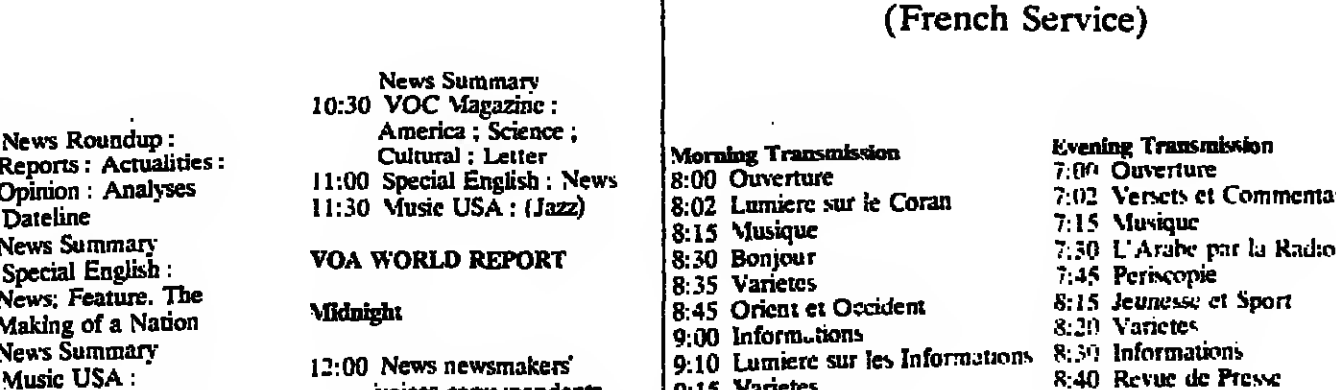 News Roundup :
Reports : Actualities :
Opinion : Analyses
Dateline
News Summary
Special English :
News; Feature. The
Making of a Nation
News Summary
Music USA :
News Summary
10:30 VOC Magazine :
America ; Science ;
Cultural : Letter
11:00 Special English : News
11:30 Music USA : (Jazz)
VOA WORLD REPORT
Midnight
12:00 News newsmakers'
(French Service)
Morning Transmission
8:00 Ouverture
8:02 Lumiere sur le Coran
8:15 Musique
8:30 Bonjour
8:35 Varietes
8:45 Orient et Occident
9:00 Informations
9:10 Lumiere sur les Informations
9:15 Varietes
Evening Transmission
7:00 Ouverture
7:02 Versets et
7:15 Musique
7:30 L'Arabe par la Radio
7:45 Periscopie
8:15 Jeunesse et Sport
8:20 Varietes
8:30 Informations
8:40 Revue de Presse